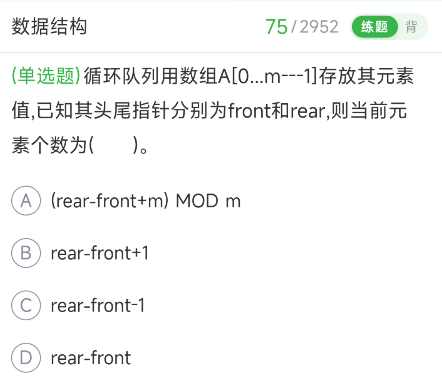 数据结构 75/2952 练题 背
(单选题)循环队列用数组A[0...m---1]存放其元素
值,已知其头尾指针分别为front和rear,则当前元
素个数为(　　)。
A (rear-front+m) MOD m
B rear-front+1
C rear-front-1
D rear-front